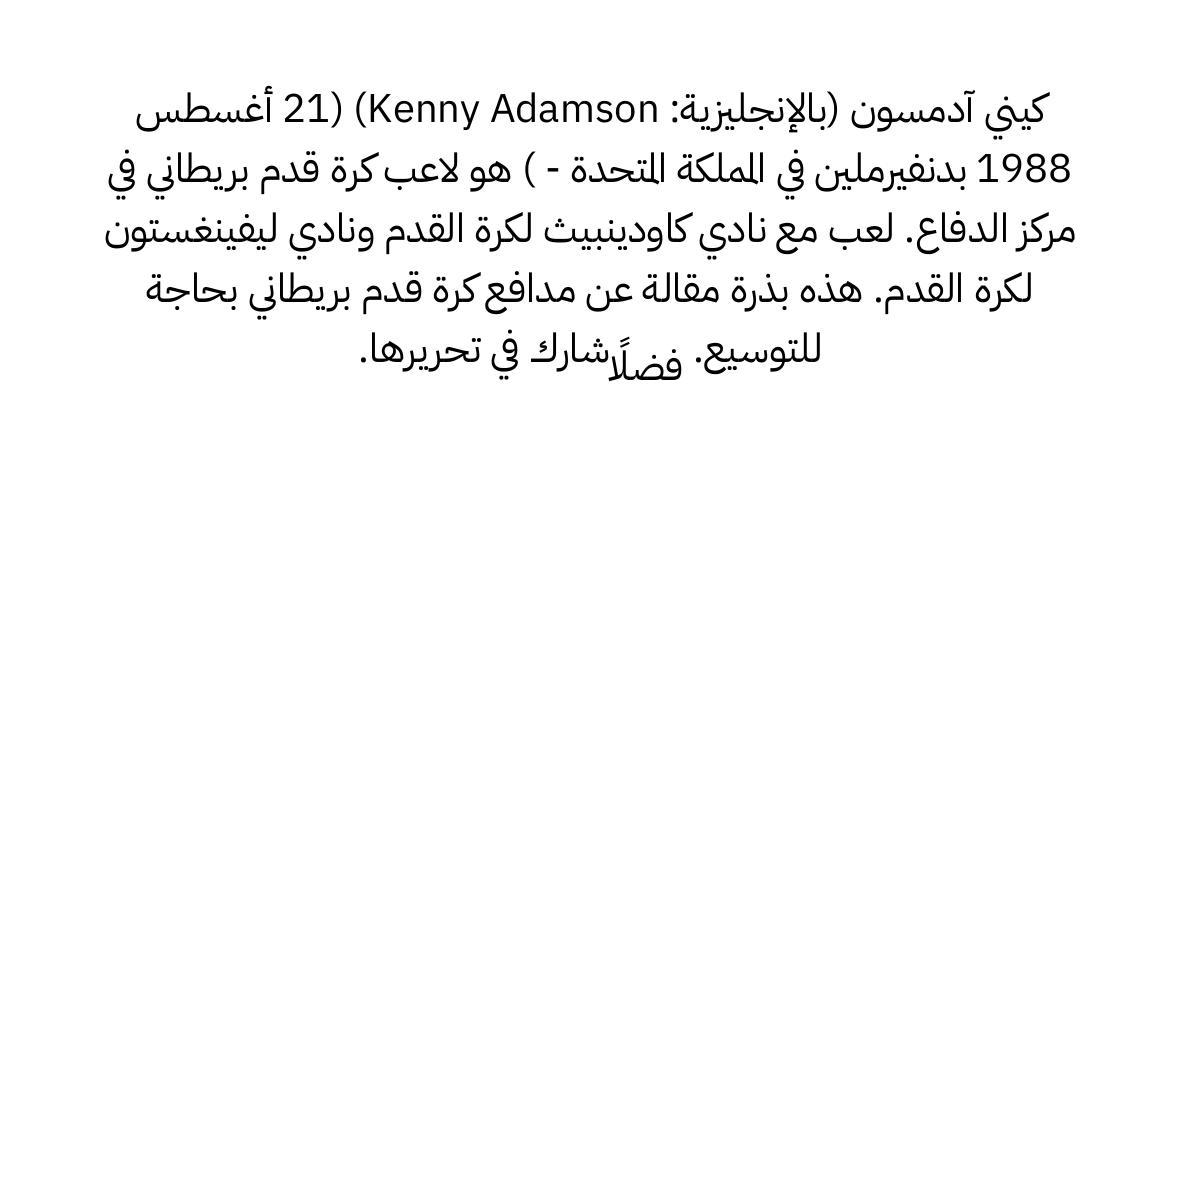 كيني آدمسون (بالإنجليزية: Kenny Adamson)‏ (21 أغسطس
1988 بدنفيرملين في المملكة المتحدة - ) هو لاعب كرة قدم بريطاني في
مركز الدفاع. لعب مع نادي كاودينبيث لكرة القدم ونادي ليفينغستون
لكرة القدم. هذه بذرة مقالة عن مدافع كرة قدم بريطاني بحاجة
للتوسيع. فضلًا شارك في تحريرها.